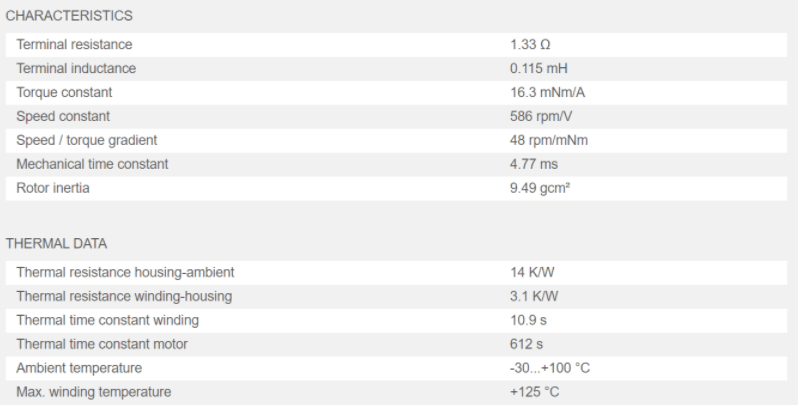 CHARACTERISTICS
Terminal resistance 1.33 Ω
Terminal inductance 0.115 mH
Torque constant 16.3 mNm/A
Speed constant 586 rpm/V
Speed / torque gradient 48 rpm/mNm
Mechanical time constant 4.77 ms
Rotor inertia 9.49 gcm²
THERMAL DATA
Thermal resistance housing-ambient 14 K/W
Thermal resistance winding-housing 3.1 K/W
Thermal time constant winding 10.9 s
Thermal time constant motor 612 s
Ambient temperature -30...+100 °C
Max. winding temperature +125 °C